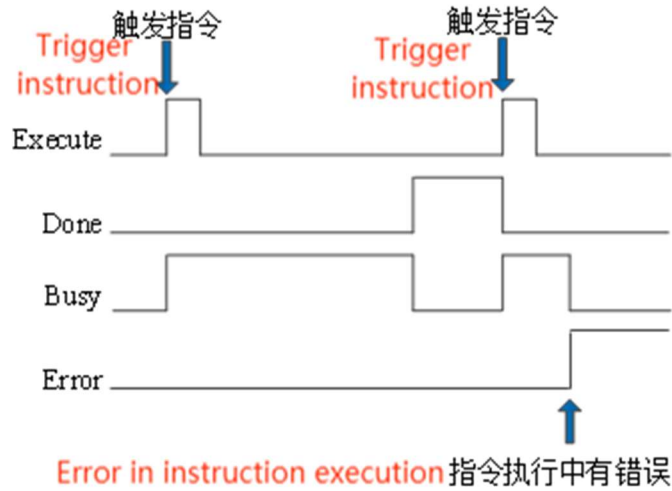 触发指令
触发指令
Trigger
instruction
Trigger
instruction
Execute
Done
Busy
Error
Error in instruction execution 指令执行中有错误